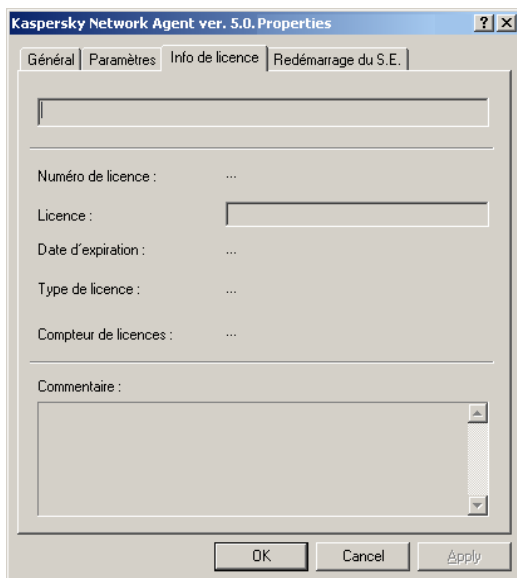 Kaspersky Network Agent ver. 5.0. Properties
Général Paramètres Info de licence Redémarrage du S.E.
Numéro de licence : ...
Licence :
Date d´expiration : ...
Type de licence : ...
Compteur de licences : ...
Commentaire :
OK Cancel Apply